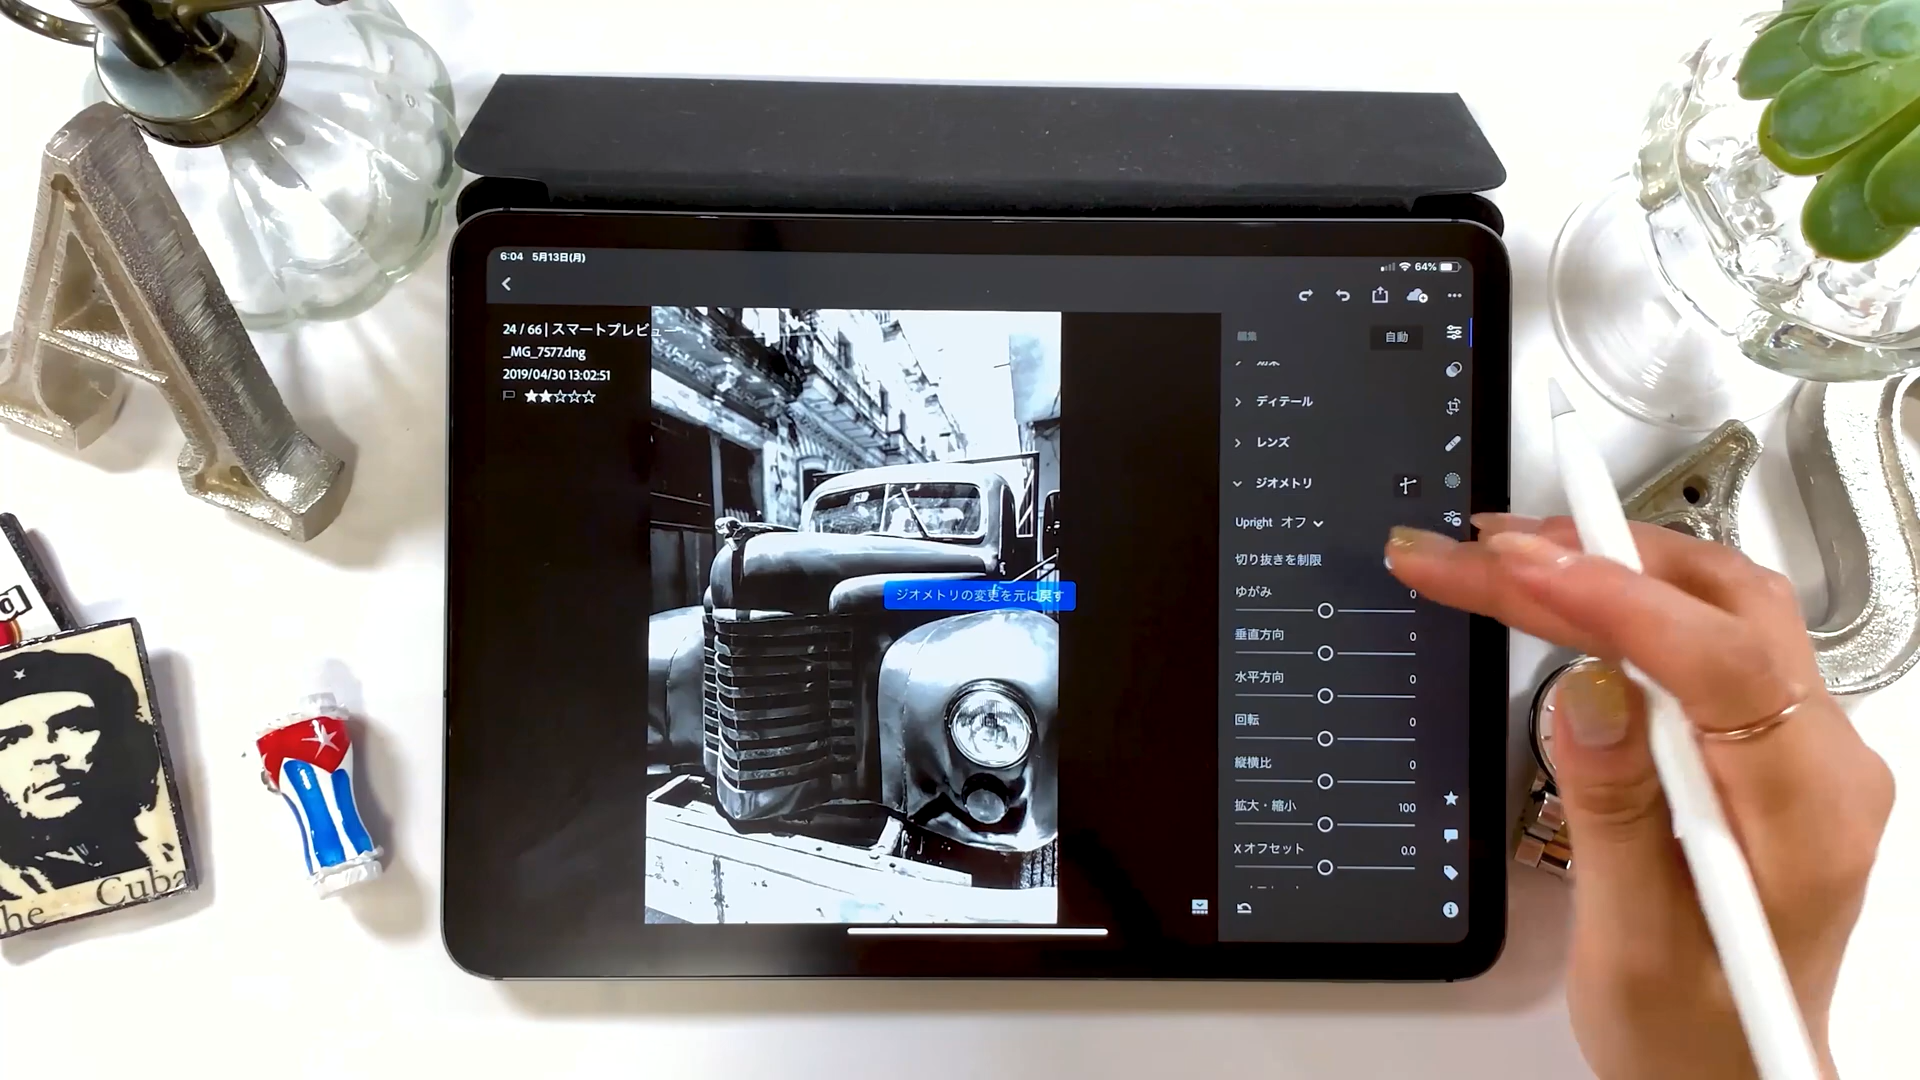 6:04 5月13日(月)
64%
24 / 66 | スマートプレビュー
_MG_7577.dng
2019/04/30 13:02:51
編集
自動
効果
ディテール
レンズ
ジオメトリ
Upright オフ
切り抜きを制限
ゆがみ 0
垂直方向 0
水平方向 0
回転 0
縦横比 0
拡大・縮小 100
X オフセット 0.0
ジオメトリの変更を元に戻す
Cuba
he